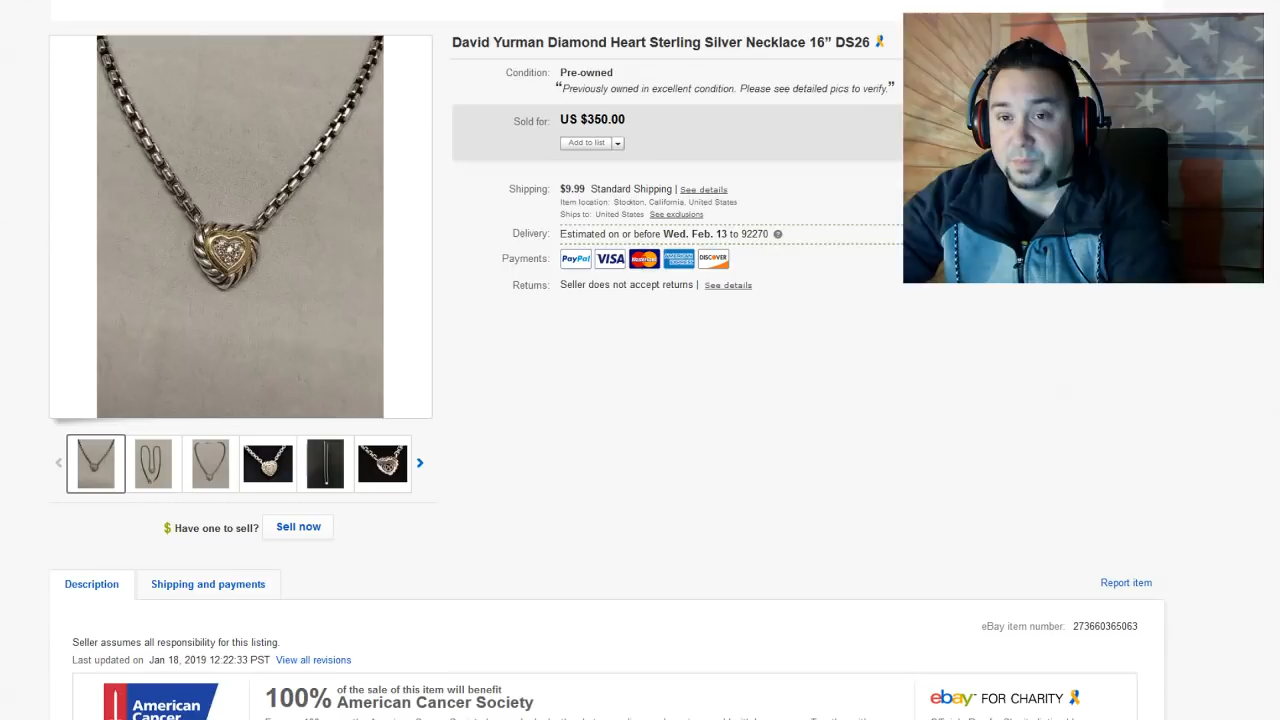 David Yurman Diamond Heart Sterling Silver Necklace 16” DS26
Condition: Pre-owned
“Previously owned in excellent condition. Please see detailed pics to verify.”
Sold for: US $350.00
Add to list
Shipping: $9.99 Standard Shipping | See details
Item location: Stockton, California, United States
Ships to: United States See exclusions
Delivery: Estimated on or before Wed. Feb. 13 to 92270
Payments: PayPal VISA MasterCard DISCOVER
Returns: Seller does not accept returns | See details
$ Have one to sell? Sell now
Description Shipping and payments
Report item
eBay item number: 273660365063
Seller assumes all responsibility for this listing.
Last updated on Jan 18, 2019 12:22:33 PST View all revisions
American
Cancer
100% of the sale of this item will benefit
American Cancer Society
ebay FOR CHARITY